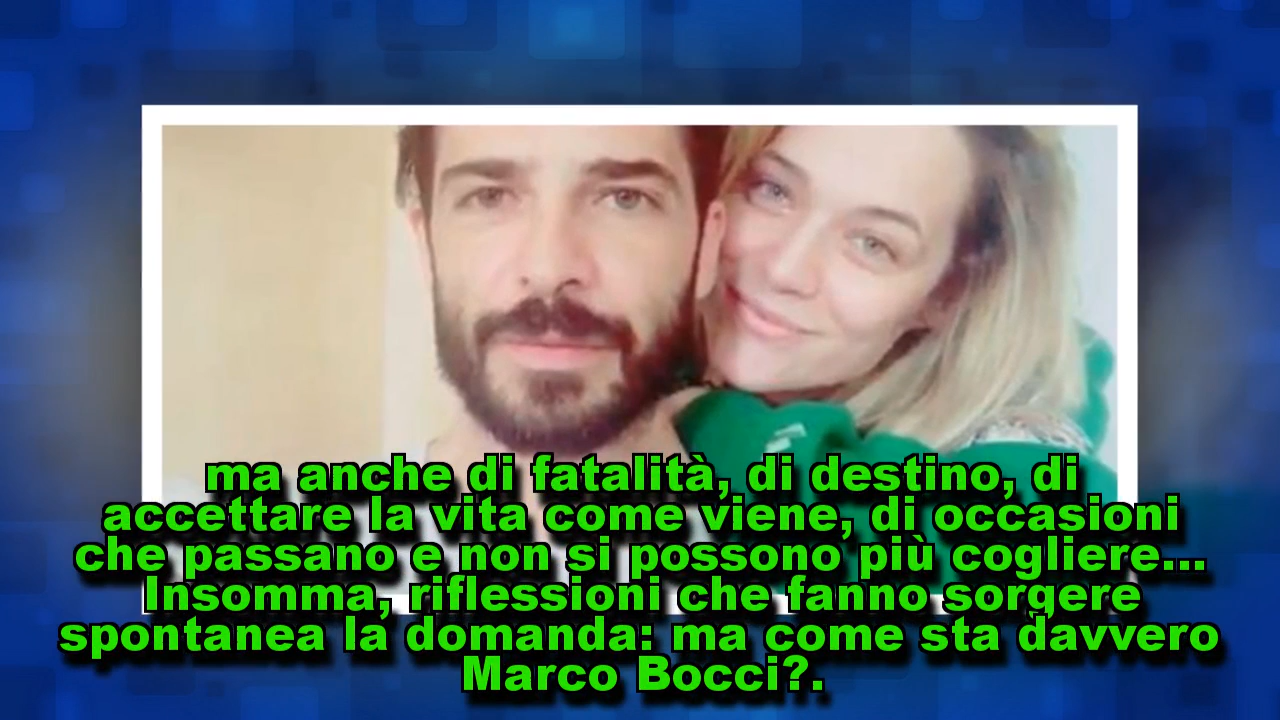 ma anche di fatalità, di destino, di
accettare la vita come viene, di occasioni
che passano e non si possono più cogliere...
Insomma, riflessioni che fanno sorgere
spontanea la domanda: ma come sta davvero
Marco Bocci?.